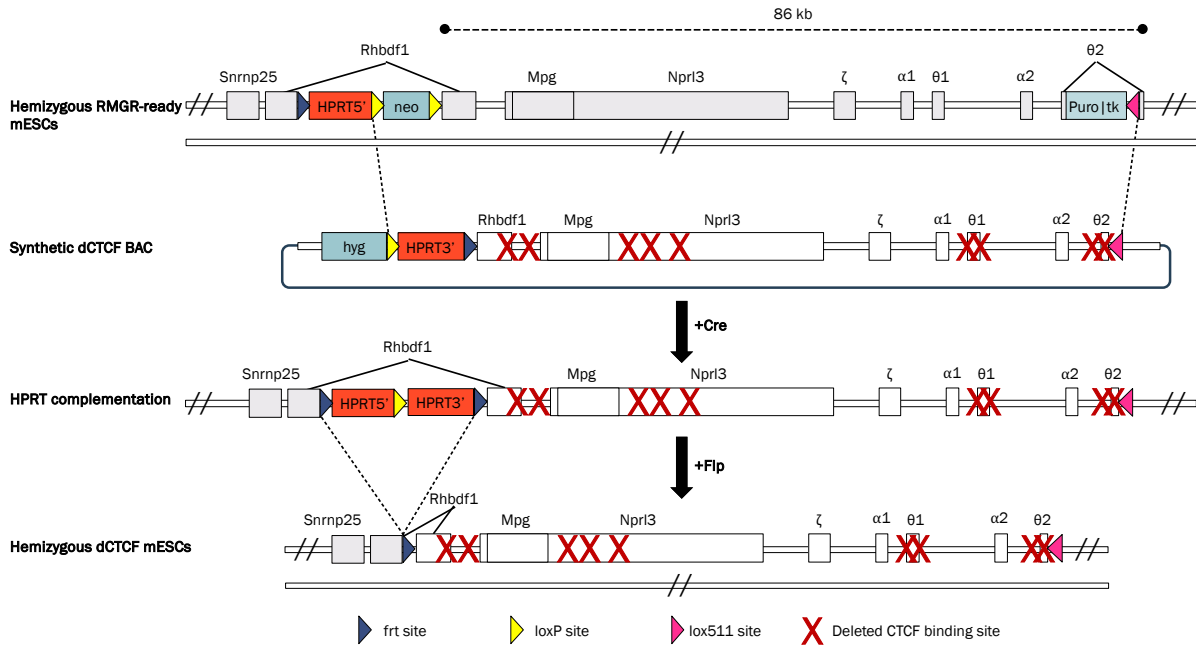 86 kb
Rhbdf1
θ2
Snrnp25
Mpg
Nprl3
ζ
α1
θ1
α2
Hemizygous RMGR-ready
mESCs
HPRT5’
neo
Puro|tk
Rhbdf1
Mpg
Nprl3
ζ
α1
θ1
α2
θ2
Synthetic dCTCF BAC
hyg
HPRT3’
+Cre
Rhbdf1
Snrnp25
Mpg
Nprl3
ζ
α1
θ1
α2
θ2
HPRT complementation
HPRT5’
HPRT3’
+Flp
Rhbdf1
Snrnp25
Mpg
Nprl3
ζ
α1
θ1
α2
θ2
Hemizygous dCTCF mESCs
frt site
loxP site
lox511 site
Deleted CTCF binding site